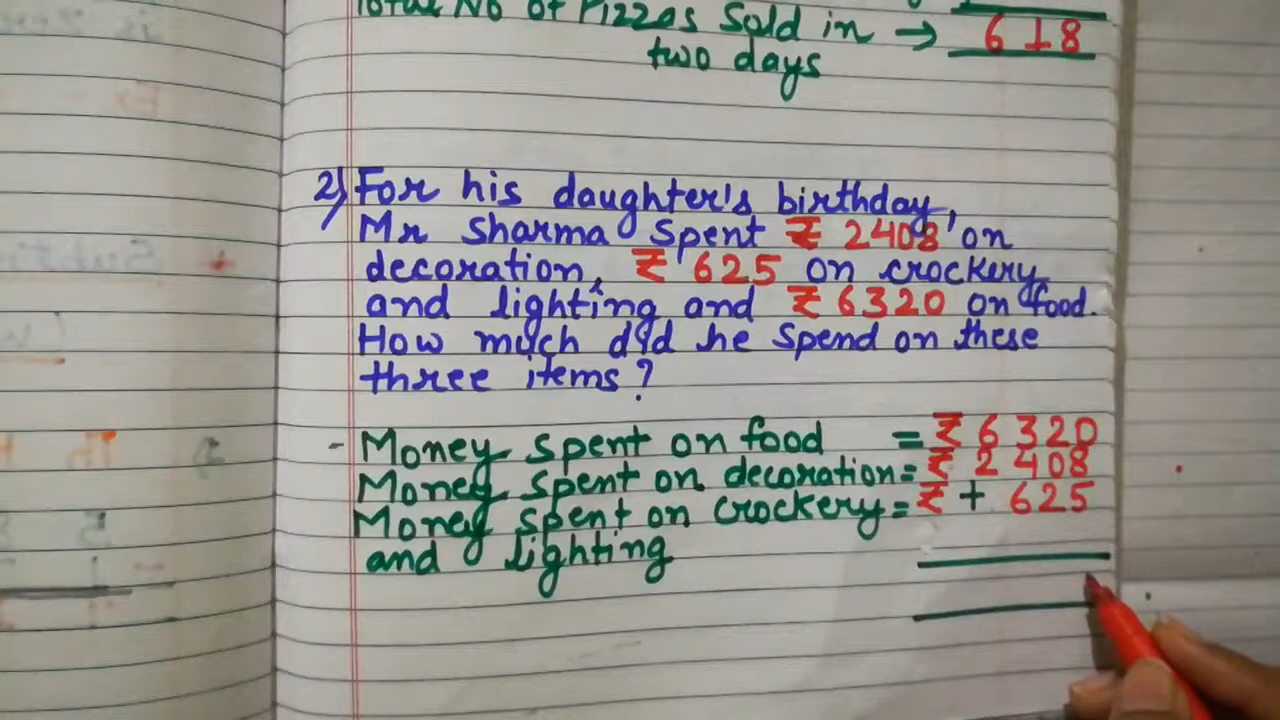 Total No of Pizzas Sold in → 618
two days
2) For his daughter's birthday,
Mr Sharma Spent ₹ 2408 on
decoration, ₹ 625 on crockery
and lighting and ₹ 6320 on food.
How much did he spend on these
three items?
- Money spent on food = ₹ 6320
Money spent on decoration = ₹ 2408
Money spent on crockery = ₹ + 625
and lighting